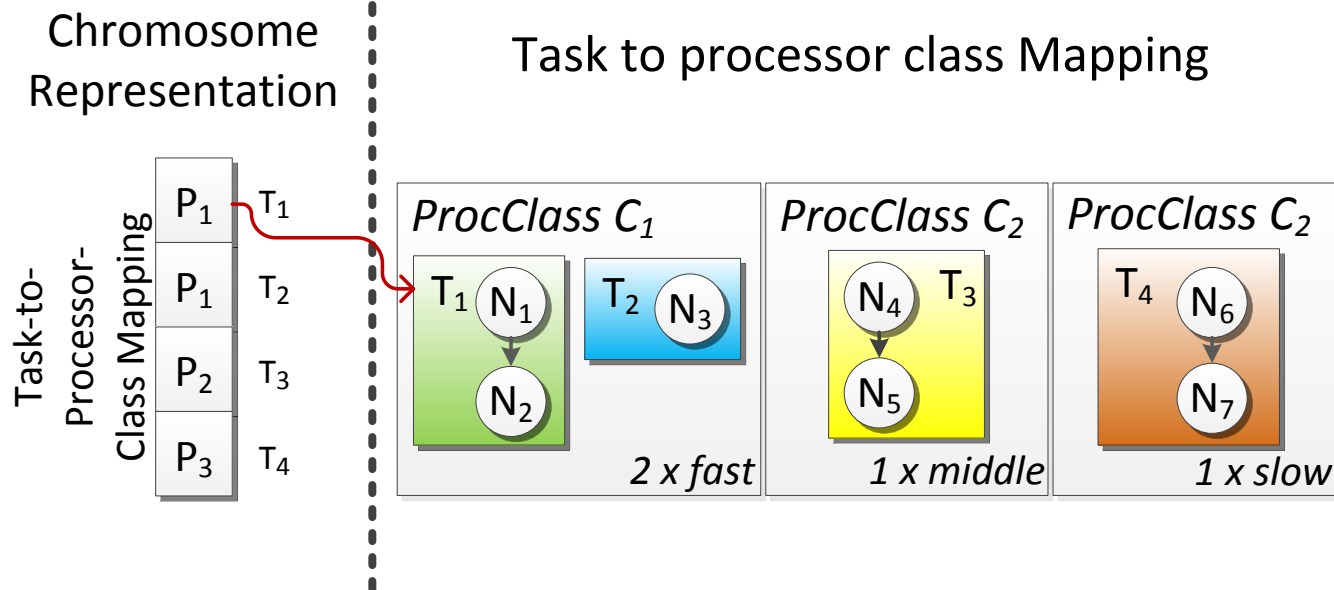 Chromosome
Representation
Task to processor class Mapping
Task-to-
Processor-
Class Mapping
P1 T1
P1 T2
P2 T3
P3 T4
ProcClass C1
T1 N1
N2
T2 N3
2 x fast
ProcClass C2
N4 T3
N5
1 x middle
ProcClass C2
T4 N6
N7
1 x slow